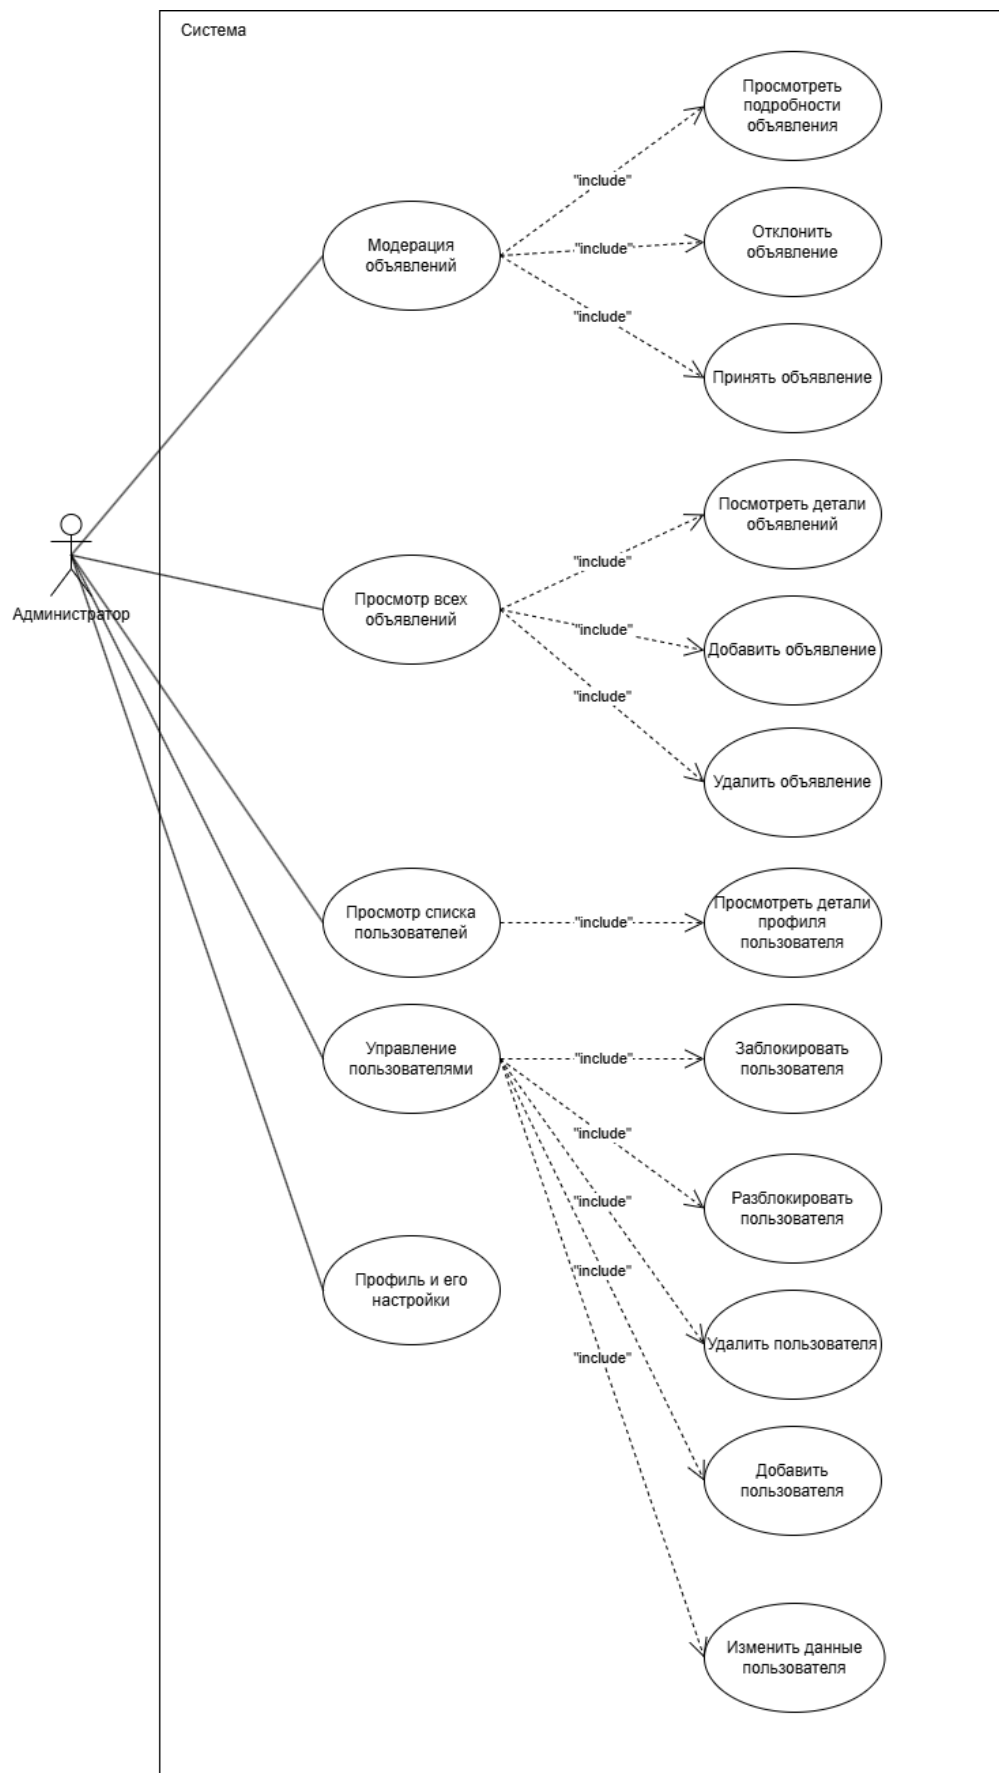 Система
Просмотреть
подробности
объявления
"include"
Модерация
объявлений
"include"
Отклонить
объявление
"include"
Принять объявление
Администратор
Просмотр всех
объявлений
"include"
Посмотреть детали
объявлений
"include"
Добавить объявление
"include"
Удалить объявление
Просмотр списка
пользователей
"include"
Просмотреть детали
профиля
пользователя
Управление
пользователями
"include"
Заблокировать
пользователя
"include"
Разблокировать
пользователя
"include"
Удалить пользователя
"include"
Добавить
пользователя
"include"
Изменить данные
пользователя
Профиль и его
настройки